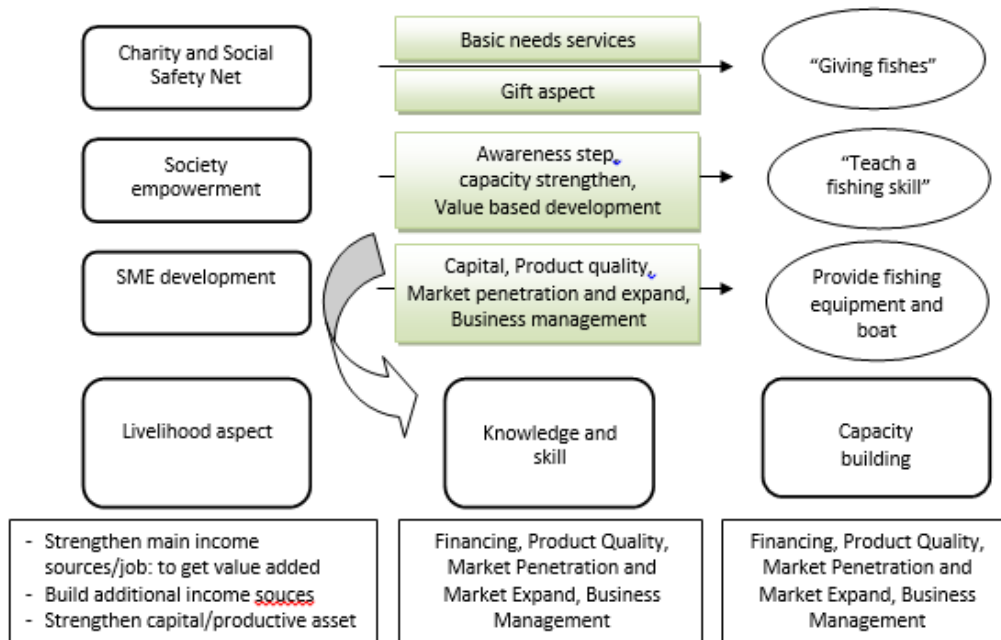 Charity and Social
Safety Net
Basic needs services
Gift aspect
"Giving fishes"
Society
empowerment
Awareness step,
capacity strengthen,
Value based development
"Teach a
fishing skill"
SME development
Capital, Product quality,
Market penetration and expand,
Business management
Provide fishing
equipment and
boat
Livelihood aspect
Knowledge and
skill
Capacity
building
- Strengthen main income
sources/job: to get value added
- Build additional income souces
- Strengthen capital/productive asset
Financing, Product Quality,
Market Penetration and
Market Expand, Business
Management
Financing, Product Quality,
Market Penetration and
Market Expand, Business
Management